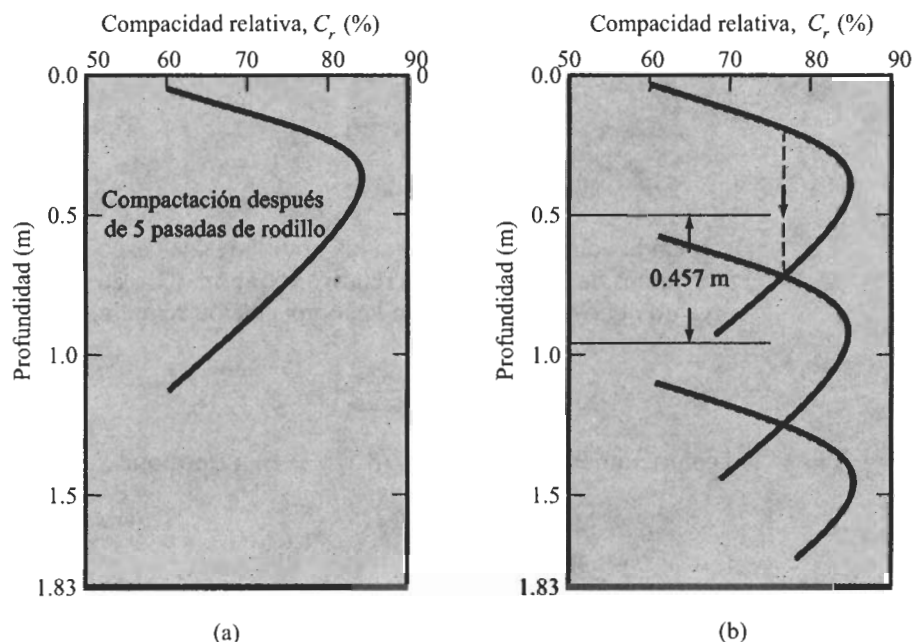 Compacidad relativa, C_r (%)
50 60 70 80 90
0
0.0
0.5
1.0
1.5
1.83
Profundidad (m)
Compactación después
de 5 pasadas de rodillo
(a)
Compacidad relativa, C_r (%)
50 60 70 80 90
0.0
0.5
1.0
1.5
1.83
Profundidad (m)
0.457 m
(b)